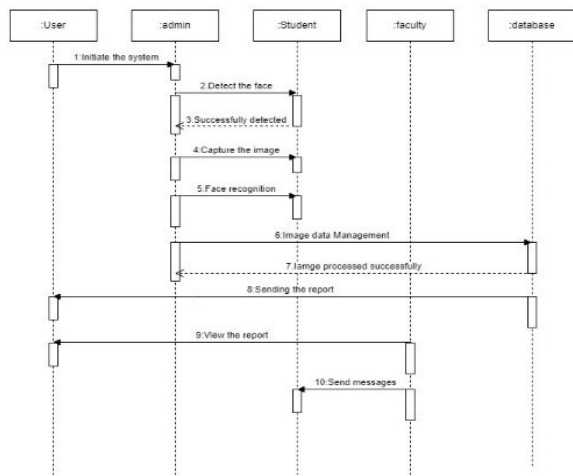 :User
:admin
:Student
:faculty
:database
1:Initiate the system
2:Detect the face
3:Successfully detected
4:Capture the image
5:Face recognition
6:Image data Management
7:Iamge processed successfully
8:Sending the report
9:View the report
10:Send messages